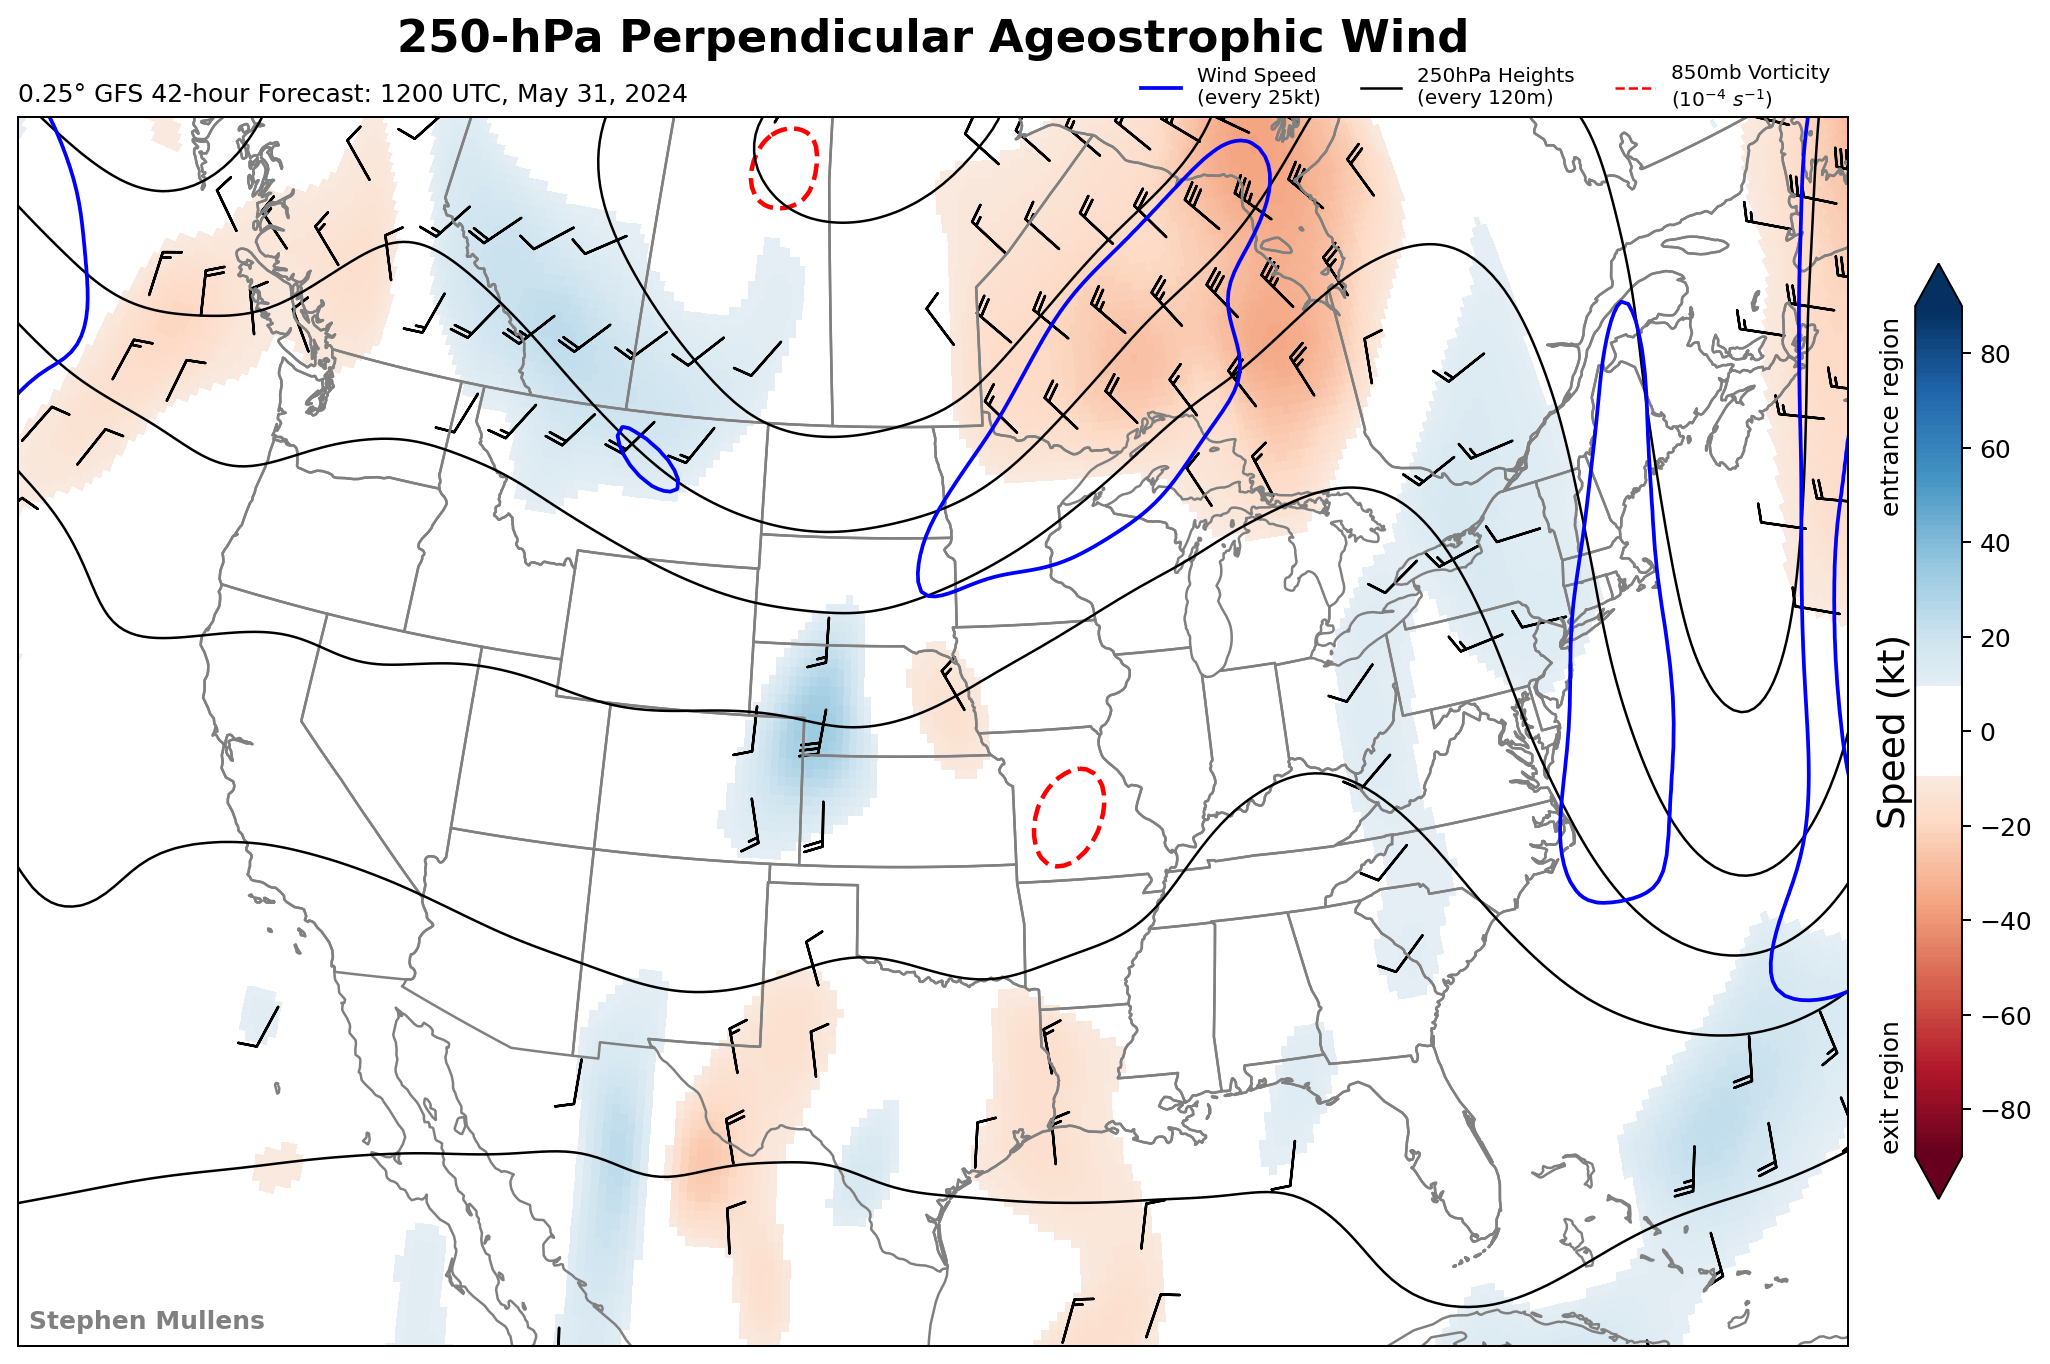 250-hPa Perpendicular Ageostrophic Wind
0.25° GFS 42-hour Forecast: 1200 UTC, May 31, 2024
Wind Speed
(every 25kt)
250hPa Heights
(every 120m)
850mb Vorticity
(10⁻⁴ s⁻¹)
entrance region
Speed (kt)
exit region
80
60
40
20
0
−20
−40
−60
−80
Stephen Mullens